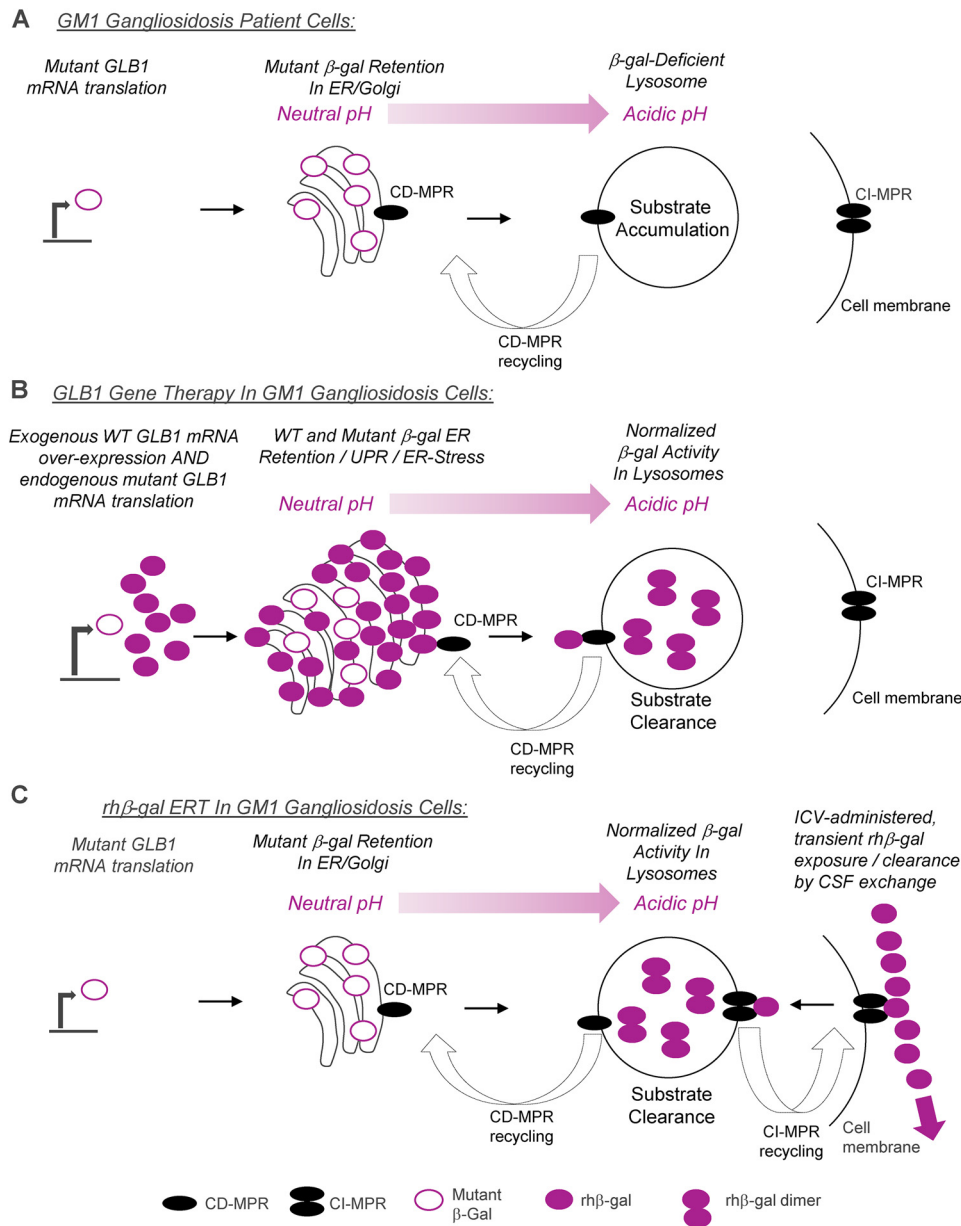 A
GM1 Gangliosidosis Patient Cells:
Mutant GLB1
mRNA translation
Mutant β-gal Retention
In ER/Golgi
β-gal-Deficient
Lysosome
Neutral pH
Acidic pH
CD-MPR
Substrate
Accumulation
CI-MPR
Cell membrane
CD-MPR
recycling
B
GLB1 Gene Therapy In GM1 Gangliosidosis Cells:
Exogenous WT GLB1 mRNA
over-expression AND
endogenous mutant GLB1
mRNA translation
WT and Mutant β-gal ER
Retention / UPR / ER-Stress
Normalized
β-gal Activity
In Lysosomes
Neutral pH
Acidic pH
CD-MPR
CI-MPR
Substrate
Clearance
Cell membrane
CD-MPR
recycling
C
rhβ-gal ERT In GM1 Gangliosidosis Cells:
Mutant GLB1
mRNA translation
Mutant β-gal Retention
In ER/Golgi
Normalized β-gal
Activity In
Lysosomes
ICV-administered,
transient rhβ-gal
exposure / clearance
by CSF exchange
Neutral pH
Acidic pH
CD-MPR
Substrate
Clearance
CD-MPR
recycling
CI-MPR
recycling
Cell
membrane
CD-MPR
CI-MPR
Mutant
β-Gal
rhβ-gal
rhβ-gal dimer